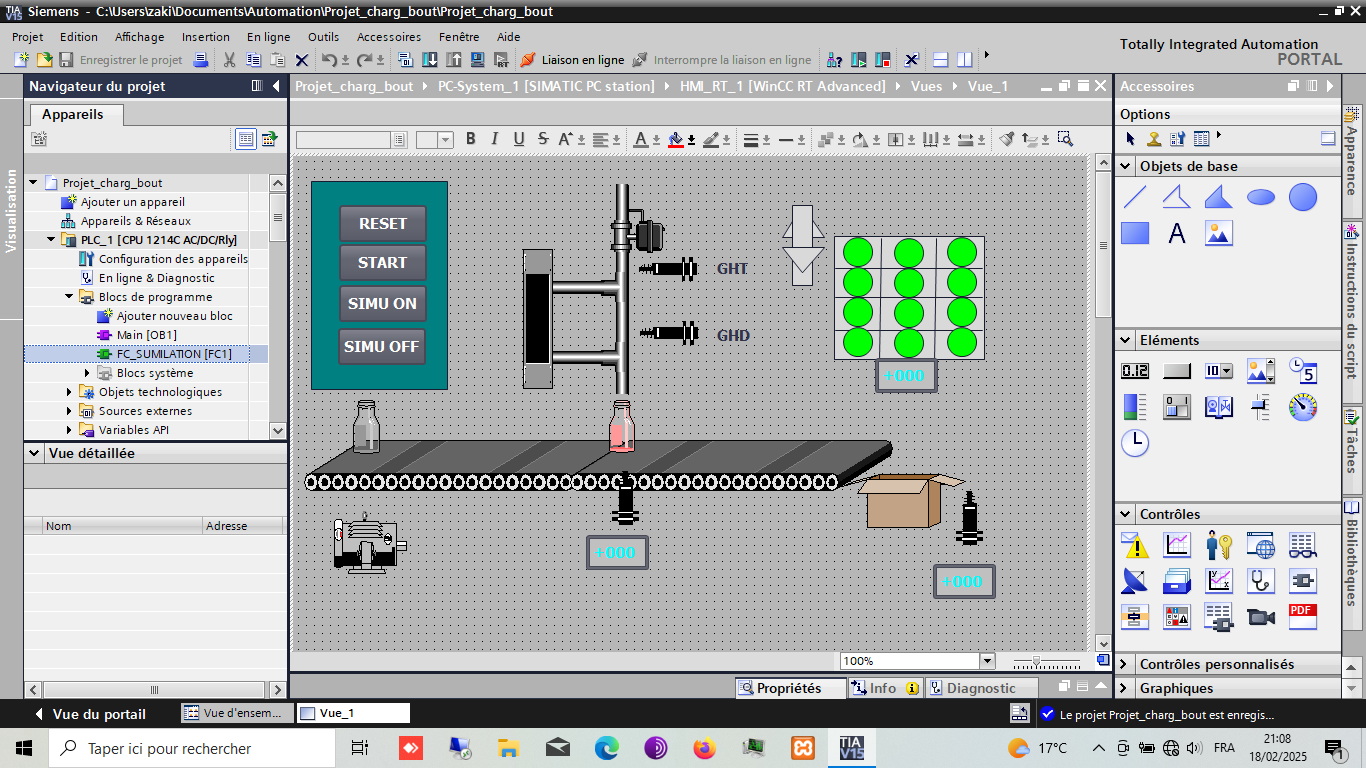 Siemens - C:\Users\zaki\Documents\Automation\Projet_charg_bout\Projet_charg_bout
Projet Edition Affichage Insertion En ligne Outils Accessoires Fenêtre Aide
Totally Integrated Automation
PORTAL
Enregistrer le projet Liaison en ligne Interrompre la liaison en ligne
Navigateur du projet
Projet_charg_bout PC-System_1 [SIMATIC PC station] HMI_RT_1 [WinCC RT Advanced] Vues Vue_1
Accessoires
Appareils
Options
Visualisation
Projet_charg_bout
Ajouter un appareil
Appareils & Réseaux
PLC_1 [CPU 1214C AC/DC/Rly]
Configuration des appareils
En ligne & Diagnostic
Blocs de programme
Ajouter nouveau bloc
Main [OB1]
FC_SUMILATION [FC1]
Blocs système
Objets technologiques
Sources externes
Variables API
Vue détaillée
Nom Adresse
RESET
START
SIMU ON
SIMU OFF
GHT
GHD
+000
+000
+000
100%
Propriétés Info Diagnostic
Objets de base
A
Eléments
0.12 10 5
Contrôles
PDF
Contrôles personnalisés
Graphiques
Apparence
Instructions du script
Tâches
Bibliothèques
Vue du portail Vue d'ensem... Vue_1 Le projet Projet_charg_bout est enregis...
Taper ici pour rechercher
TIA
V15
17°C FRA 21:08
18/02/2025
1